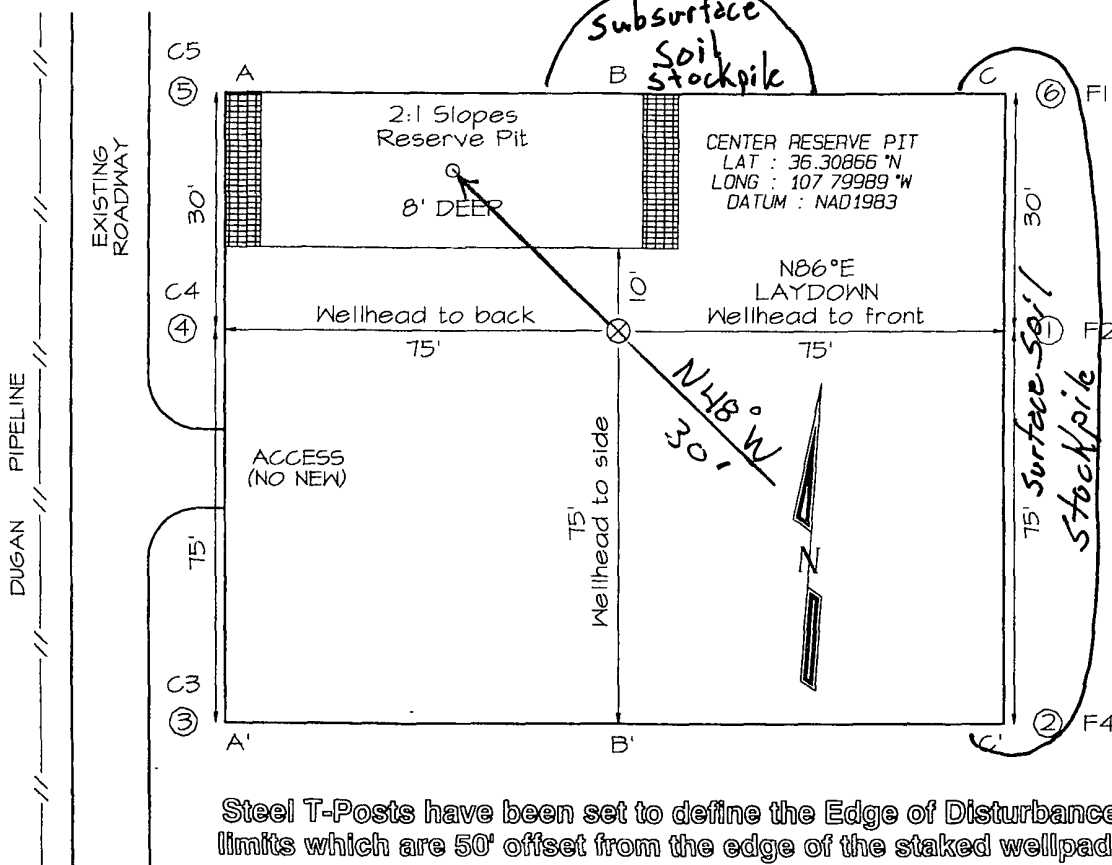 Subsurface
Soil
Stockpile
C5
A
B
C
⑤
⑥ F1
2:1 Slopes
Reserve Pit
8' DEEP
CENTER RESERVE PIT
LAT : 36.30866 °N
LONG : 107 79989 °W
DATUM : NAD1983
EXISTING
ROADWAY
30'
30'
C4
④
Wellhead to back
75'
10'
N86°E
LAYDOWN
Wellhead to front
75'
① F2
N48°W
30'
Surface Soil
Stockpile
DUGAN PIPELINE
ACCESS
(NO NEW)
75'
75'
Wellhead to side
75'
N
C3
③
A'
B'
C'
② F4
Steel T-Posts have been set to define the Edge of Disturbance
limits which are 50' offset from the edge of the staked wellpad